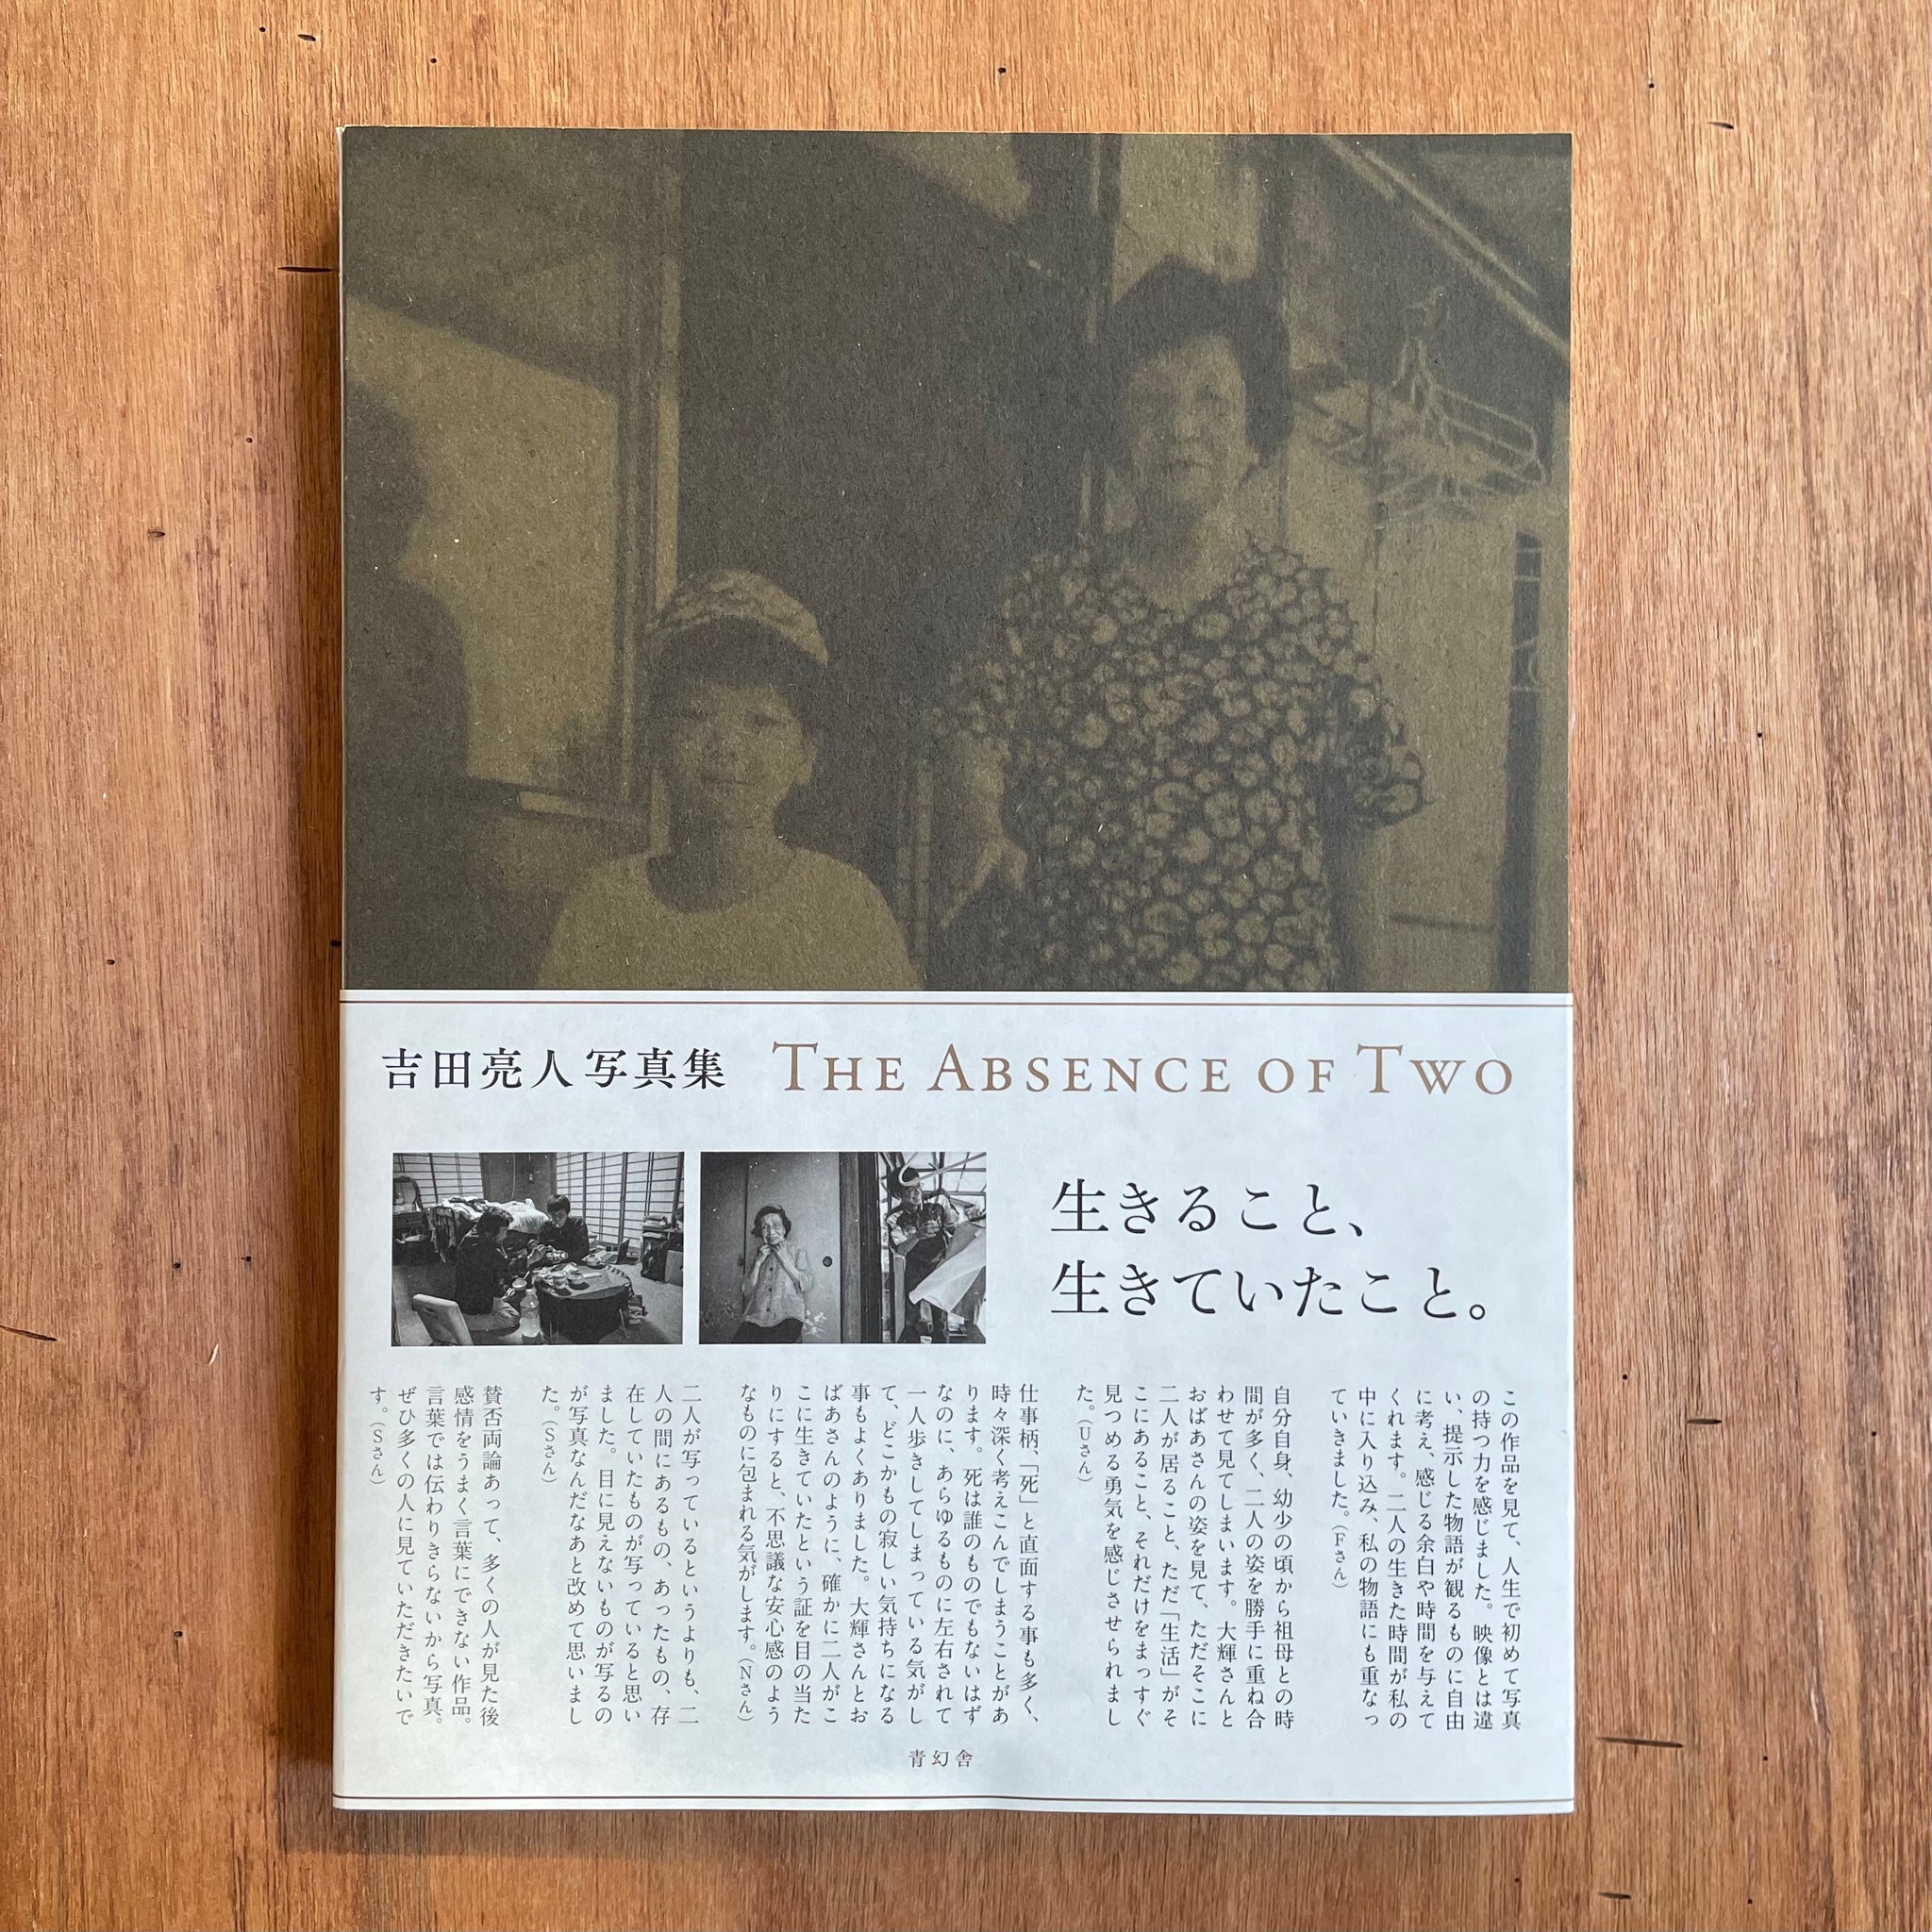 吉田亮人 写真集 THE ABSENCE OF TWO
生きること、
生きていたこと。
この作品を見て、人生で初めて写真
の持つ力を感じました。映像とは違
い、提示した物語が観るものに自由
に考え、感じる余白や時間を与えて
くれます。二人の生きた時間が私の
中に入り込み、私の物語にも重なっ
ていきました。（Fさん）
自分自身、幼少の頃から祖母との時
間が多く、二人の姿を勝手に重ね合
わせて見てしまいます。大輝さんと
おばあさんの姿を見て、ただそこに
二人が居ること、ただ「生活」がそ
こにあること、それだけをまっすぐ
見つめる勇気を感じさせられまし
た。（Uさん）
仕事柄、「死」と直面する事も多く、
時々深く考えこんでしまうことがあ
ります。死は誰のものでもないはず
なのに、あらゆるものに左右されて
一人歩きしてしまっている気がし
て、どこかもの寂しい気持ちになる
事もよくありました。大輝さんとお
ばあさんのように、確かに二人がこ
こに生きていたという証を目の当た
りにすると、不思議な安心感のよう
なものに包まれる気がします。（Nさん）
二人が写っているというよりも、二
人の間にあるもの、あったもの、存
在していたものが写っていると思い
ました。目に見えないものが写るの
が写真なんだなあと改めて思いまし
た。（Sさん）
賛否両論あって、多くの人が見た後
感情をうまく言葉にできない作品。
言葉では伝わりきらないから写真。
ぜひ多くの人に見ていただきたいで
す。（Sさん）
青幻舎